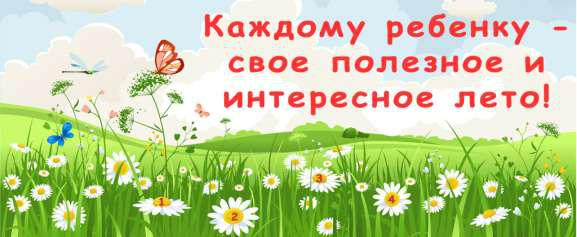 Каждому ребенку -
свое полезное и
интересное лето!
1
2
3
4